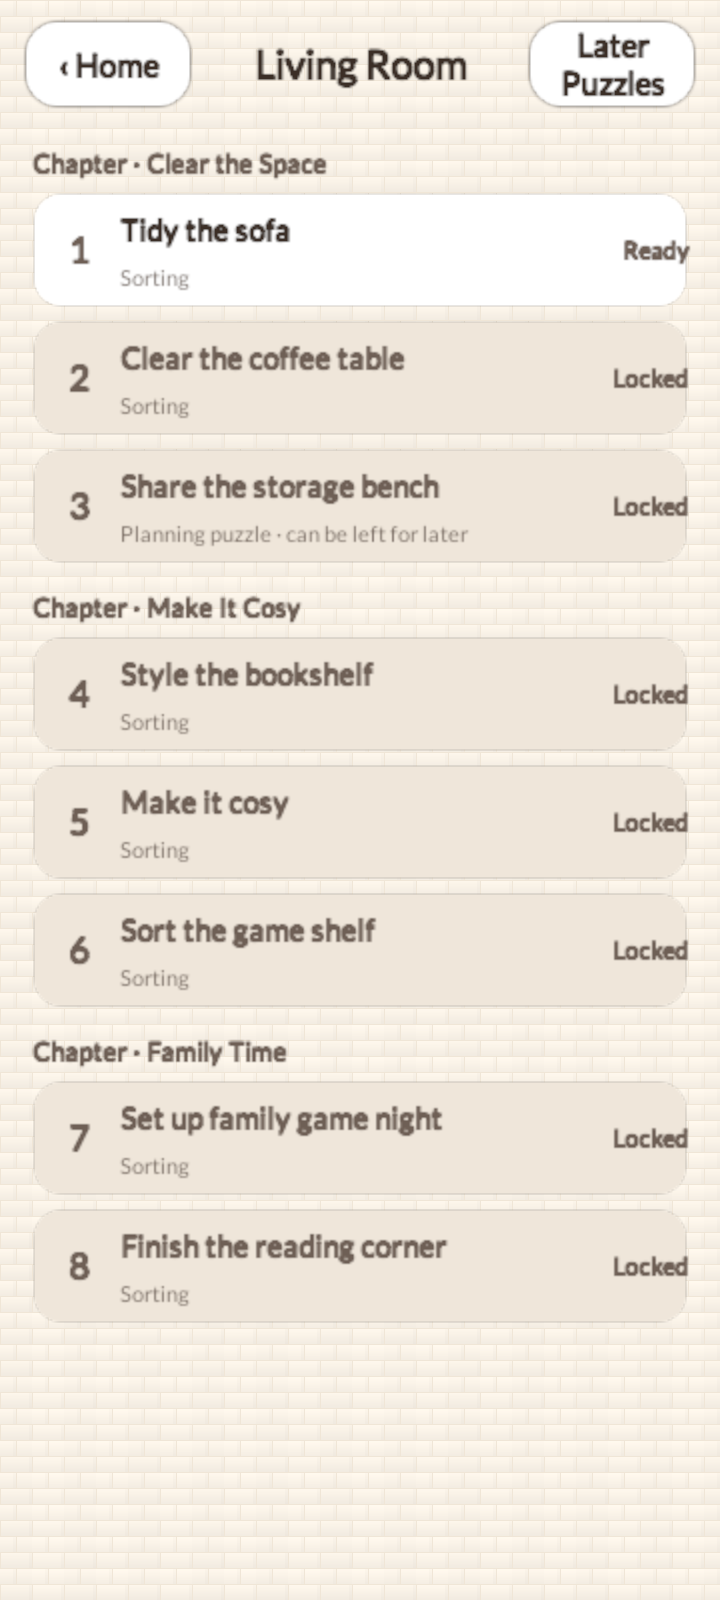 ‹ Home
Living Room
Later
Puzzles
Chapter · Clear the Space
1
Tidy the sofa
Sorting
Ready
2
Clear the coffee table
Sorting
Locked
3
Share the storage bench
Planning puzzle · can be left for later
Locked
Chapter · Make It Cosy
4
Style the bookshelf
Sorting
Locked
5
Make it cosy
Sorting
Locked
6
Sort the game shelf
Sorting
Locked
Chapter · Family Time
7
Set up family game night
Sorting
Locked
8
Finish the reading corner
Sorting
Locked